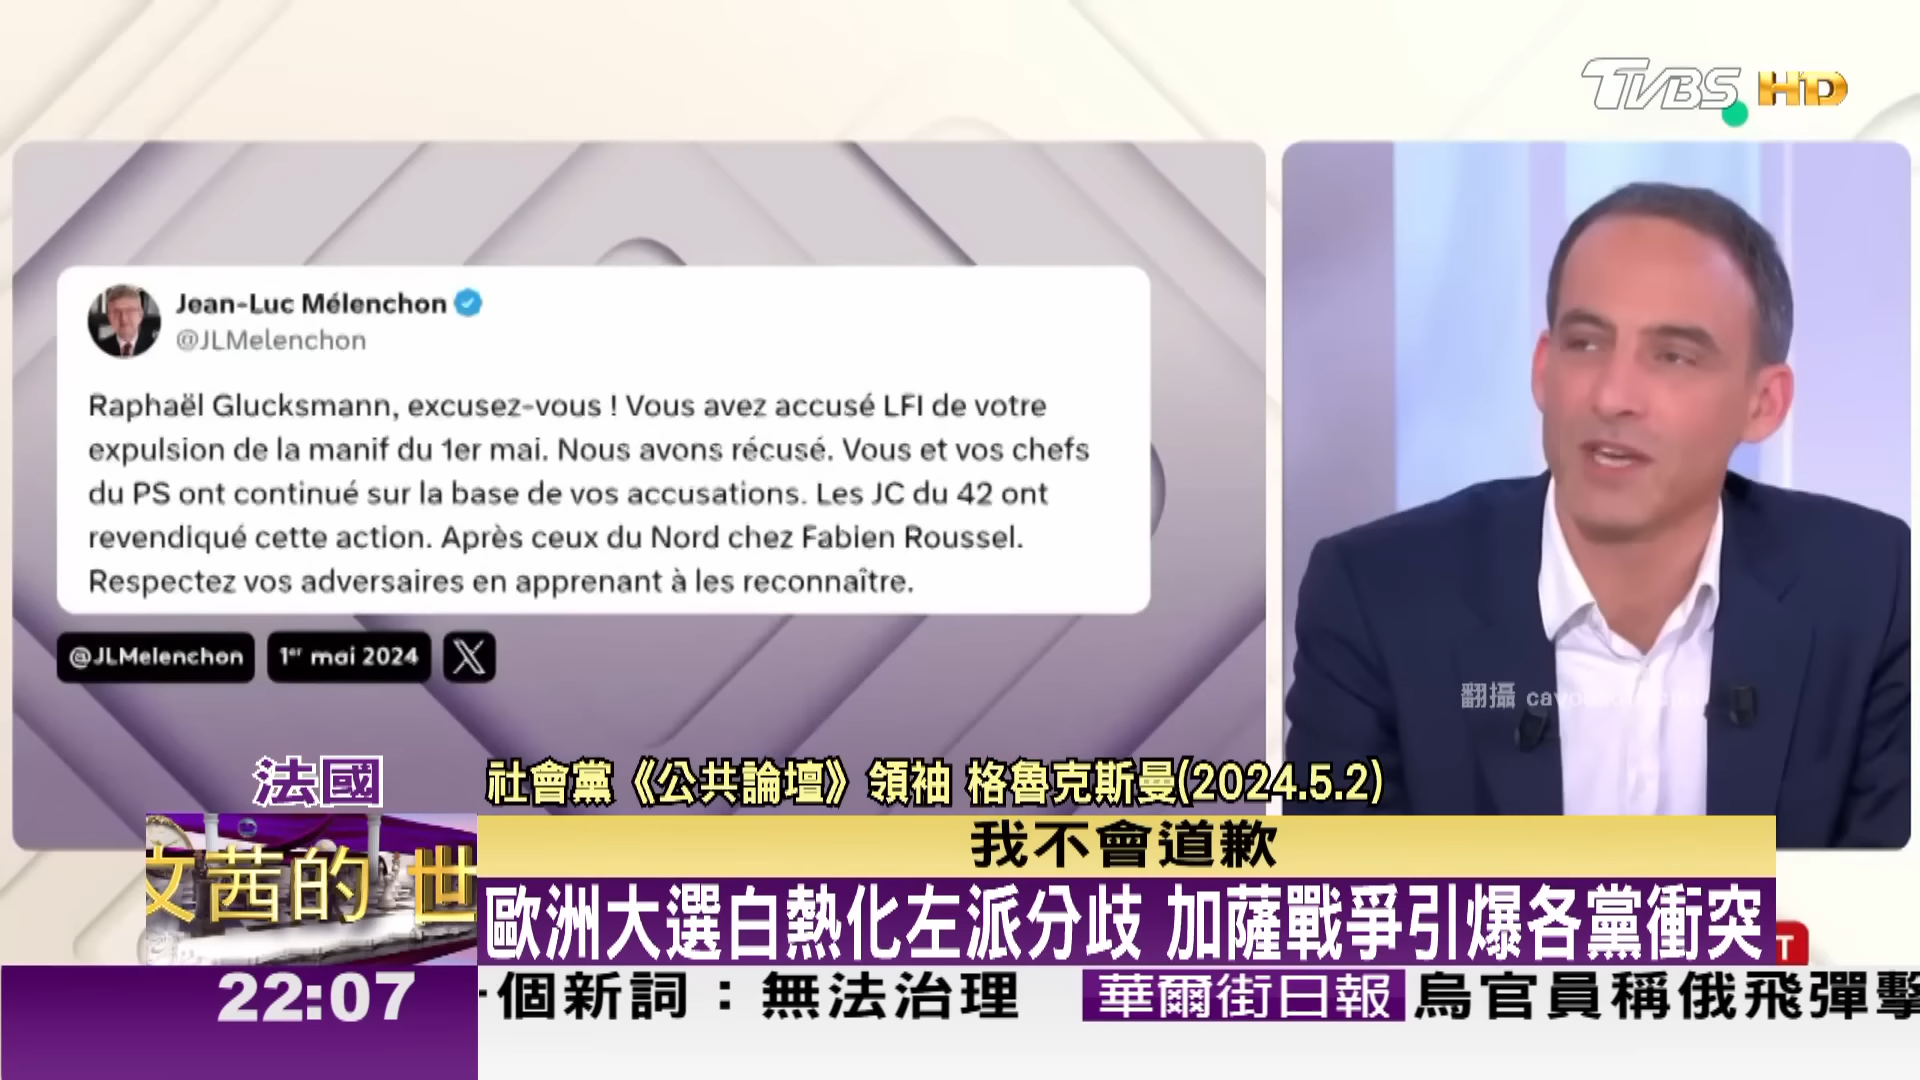 TVBS HD
Jean-Luc Mélenchon
@JLMelenchon
Raphaël Glucksmann, excusez-vous ! Vous avez accusé LFI de votre
expulsion de la manif du 1er mai. Nous avons récusé. Vous et vos chefs
du PS ont continué sur la base de vos accusations. Les JC du 42 ont
revendiqué cette action. Après ceux du Nord chez Fabien Roussel.
Respectez vos adversaires en apprenant à les reconnaître.
@JLMelenchon
1er mai 2024
X
翻攝
法國
社會黨《公共論壇》領袖 格魯克斯曼(2024.5.2)
我不會道歉
文茜的 世
歐洲大選白熱化左派分歧 加薩戰爭引爆各黨衝突
T
22:07
個新詞：無法治理 華爾街日報 烏官員稱俄飛彈擊